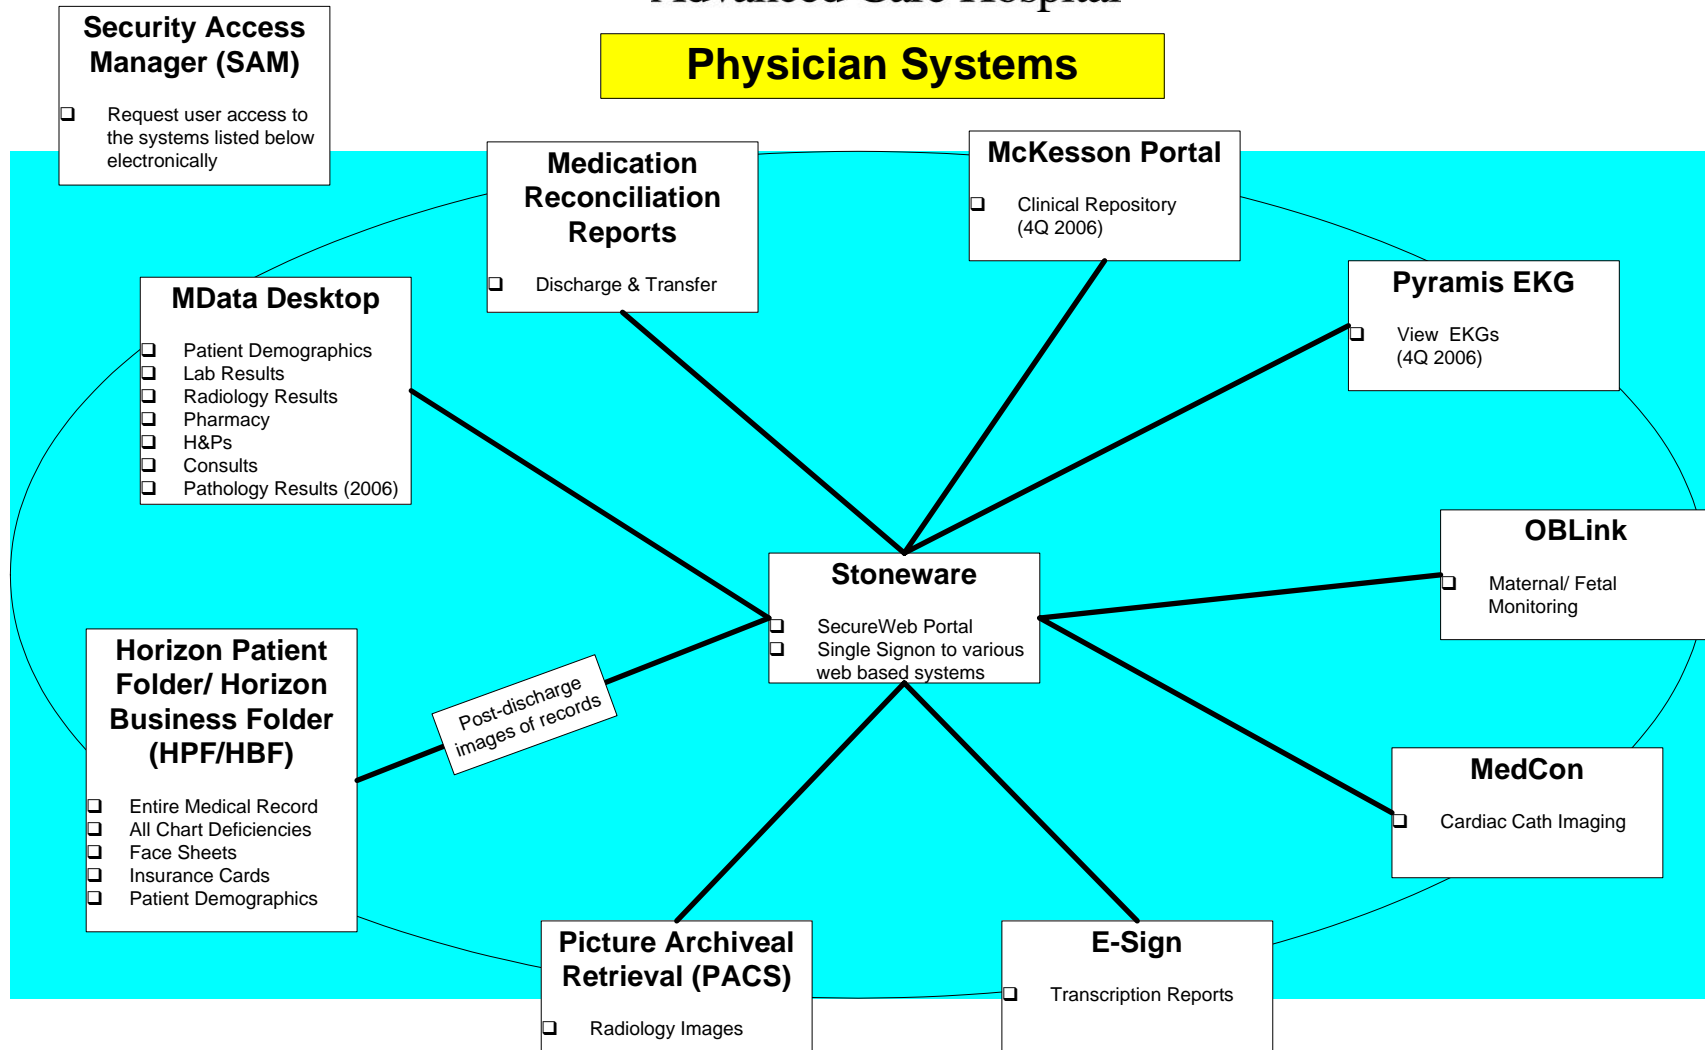 Advanced Care Hospital
Physician Systems
Security Access
Manager (SAM)
❑ Request user access to
the systems listed below
electronically
Medication
Reconciliation
Reports
❑ Discharge & Transfer
McKesson Portal
❑ Clinical Repository
(4Q 2006)
Pyramis EKG
❑ View EKGs
(4Q 2006)
MData Desktop
❑ Patient Demographics
❑ Lab Results
❑ Radiology Results
❑ Pharmacy
❑ H&Ps
❑ Consults
❑ Pathology Results (2006)
OBLink
❑ Maternal/ Fetal
Monitoring
Stoneware
❑ SecureWeb Portal
❑ Single Signon to various
web based systems
Horizon Patient
Folder/ Horizon
Business Folder
(HPF/HBF)
❑ Entire Medical Record
❑ All Chart Deficiencies
❑ Face Sheets
❑ Insurance Cards
❑ Patient Demographics
Post-discharge
images of records
MedCon
❑ Cardiac Cath Imaging
Picture Archiveal
Retrieval (PACS)
❑ Radiology Images
E-Sign
❑ Transcription Reports